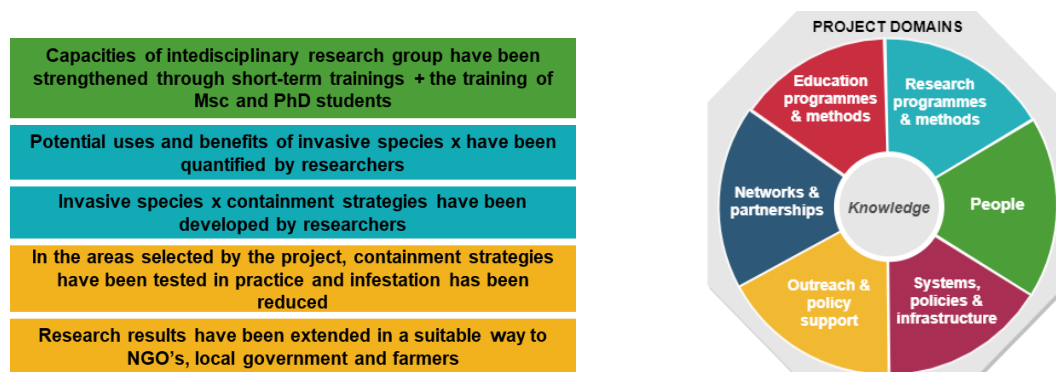 Capacities of intedisciplinary research group have been
strengthened through short-term trainings + the training of
Msc and PhD students
Potential uses and benefits of invasive species x have been
quantified by researchers
Invasive species x containment strategies have been
developed by researchers
In the areas selected by the project, containment strategies
have been tested in practice and infestation has been
reduced
Research results have been extended in a suitable way to
NGO's, local government and farmers
PROJECT DOMAINS
Education
programmes
& methods
Research
programmes
& methods
Networks &
partnerships
Knowledge
People
Outreach &
policy
support
Systems,
policies &
infrastructure